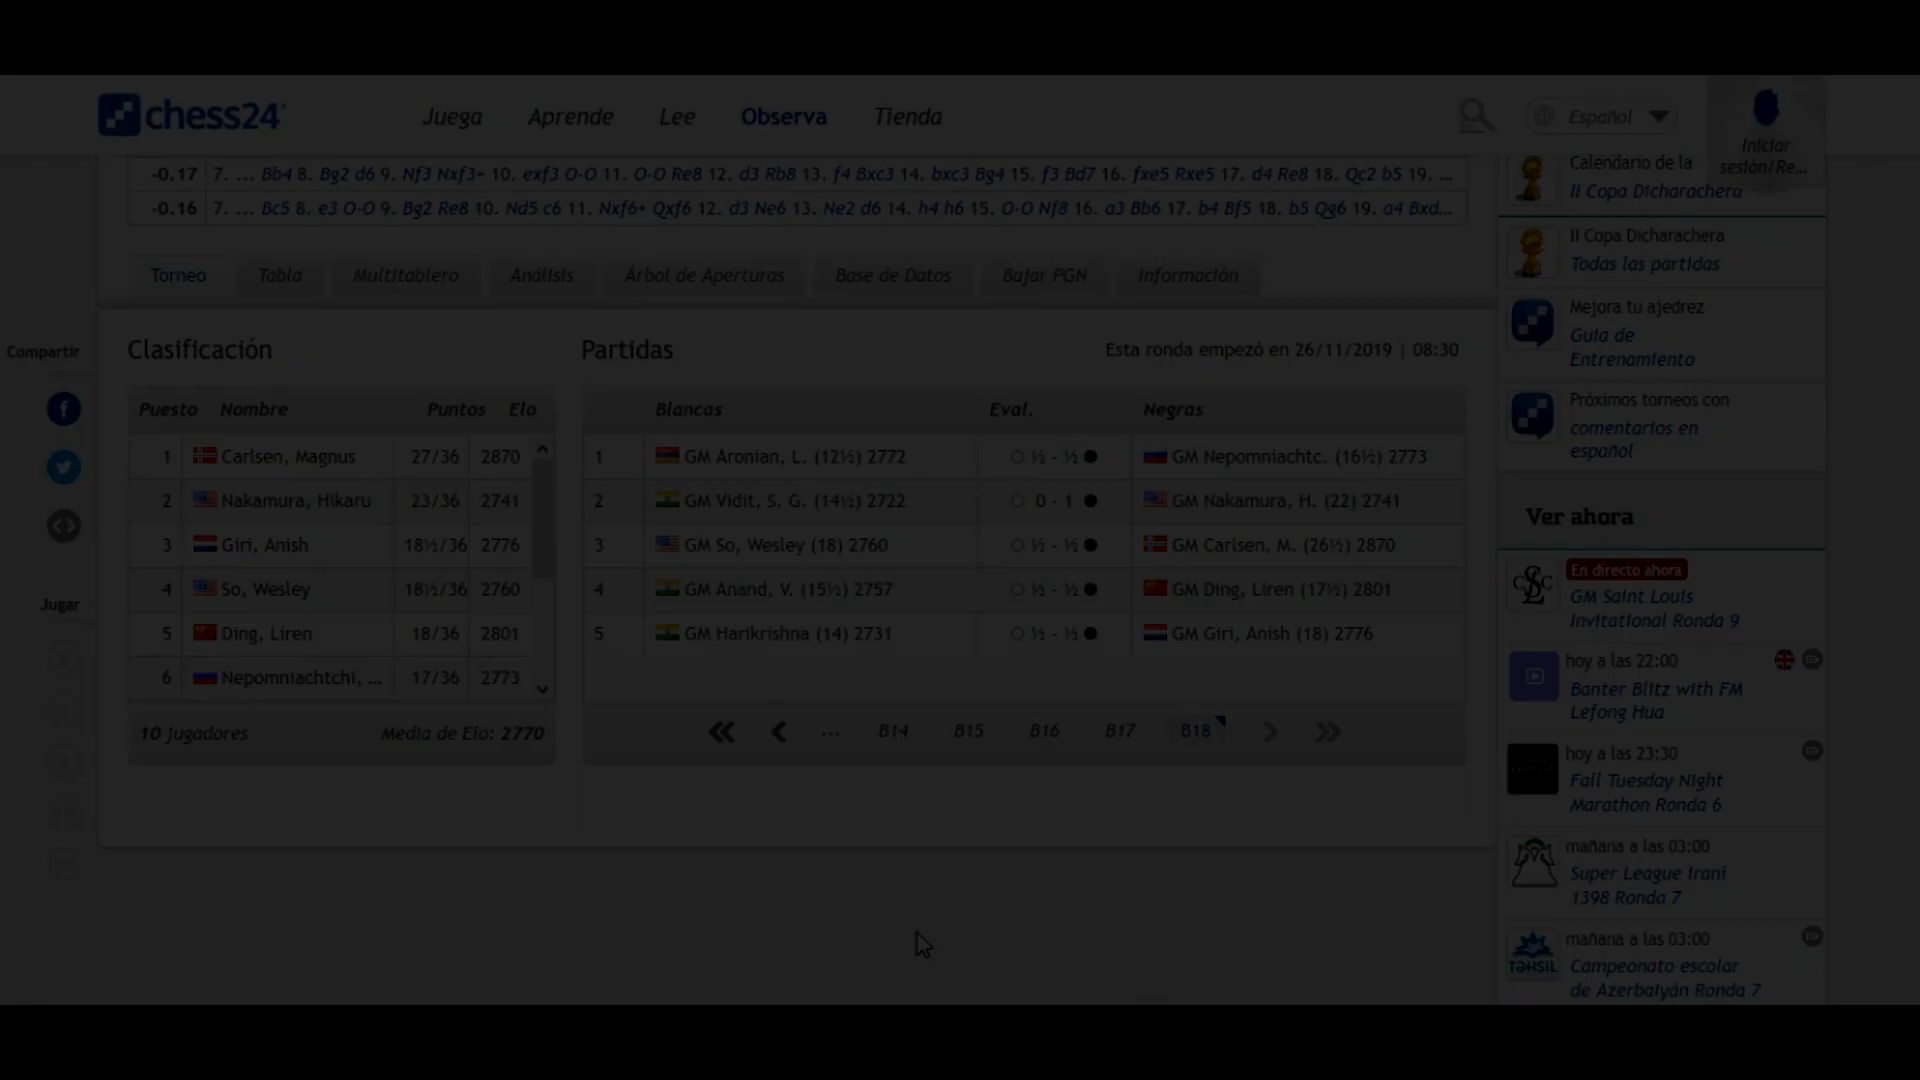 chess24
Juega Aprende Lee Observa Tienda
Español
Iniciar
sesión/Re...
-0.17 7. ... Bb4 8. Bg2 d6 9. Nf3 Nxf3+ 10. exf3 O-O 11. O-O Re8 12. d3 Rb8 13. f4 Bxc3 14. bxc3 Bg4 15. f3 Bd7 16. fxe5 Rxe5 17. d4 Re8 18. Qc2 b5 19. ...
-0.16 7. ... Bc5 8. e3 O-O 9. Bg2 Re8 10. Nd5 c6 11. Nxf6+ Qxf6 12. d3 Ne6 13. Ne2 d6 14. h4 h6 15. O-O Nf8 16. a3 Bb6 17. b4 Bf5 18. b5 Qg6 19. a4 Bxd...
Torneo Tabla Multitablero Análisis Árbol de Aperturas Base de Datos Bajar PGN Información
Compartir
Jugar
Clasificación
Puesto Nombre Puntos Elo
1 Carlsen, Magnus 27/36 2870
2 Nakamura, Hikaru 23/36 2741
3 Giri, Anish 18½/36 2776
4 So, Wesley 18½/36 2760
5 Ding, Liren 18/36 2801
6 Nepomniachtchi, ... 17/36 2773
10 Jugadores Media de Elo: 2770
Partidas Esta ronda empezó en 26/11/2019 | 08:30
Blancas Eval. Negras
1 GM Aronian, L. (12½) 2772 ½ - ½ GM Nepomniachtc. (16½) 2773
2 GM Vidit, S. G. (14½) 2722 0 - 1 GM Nakamura, H. (22) 2741
3 GM So, Wesley (18) 2760 ½ - ½ GM Carlsen, M. (26½) 2870
4 GM Anand, V. (15½) 2757 ½ - ½ GM Ding, Liren (17½) 2801
5 GM Harikrishna (14) 2731 ½ - ½ GM Giri, Anish (18) 2776
... B14 B15 B16 B17 B18
Calendario de la
II Copa Dicharachera
II Copa Dicharachera
Todas las partidas
Mejora tu ajedrez
Guia de
Entrenamiento
Próximos torneos con
comentarios en
español
Ver ahora
En directo ahora
GM Saint Louis
Invitational Ronda 9
hoy a las 22:00
Banter Blitz with FM
Lefong Hua
hoy a las 23:30
Fall Tuesday Night
Marathon Ronda 6
mañana a las 03:00
Super League Irani
1398 Ronda 7
mañana a las 03:00
TƏHSIL
Campeonato escolar
de Azerbaiyán Ronda 7